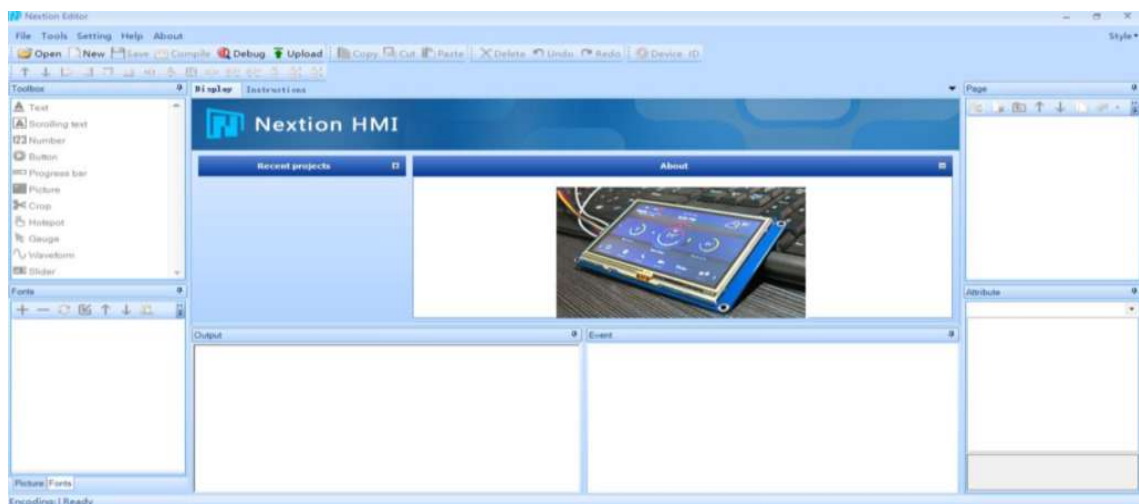 Nextion Editor
File Tools Setting Help About
Style
Open New Save Compile Debug Upload Copy Cut Paste Delete Undo Redo Device ID
Toolbox
Text
Scrolling text
Number
Button
Progress bar
Picture
Crop
Hotspot
Gauge
Waveform
Slider
Fonts
Picture Fonts
Display Instructions
Nextion HMI
Recent projects
About
Output
Event
Page
Attribute
Encoding: | Ready